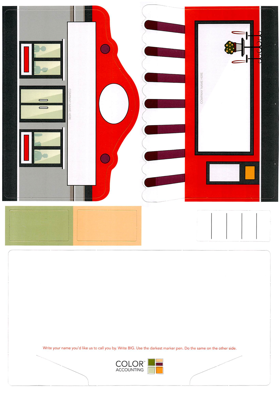 Write your name you'd like us to call you by. Write BIG. Use the darkest marker pen. Do the same on the other side.
COLOR
ACCOUNTING